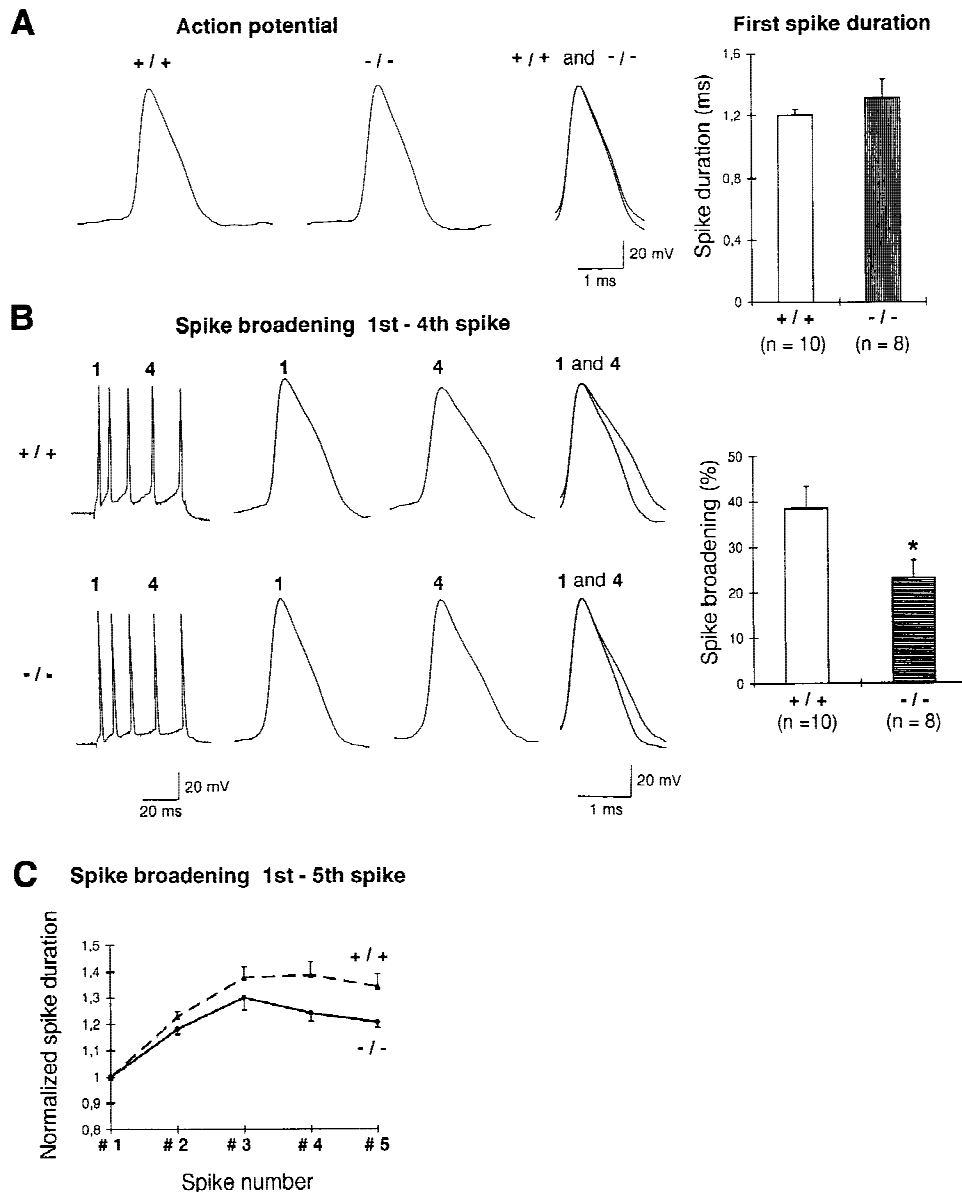 A
Action potential
First spike duration
+ / +
- / -
+ / + and - / -
1,6
1,2
0,8
0,4
0
Spike duration (ms)
20 mV
1 ms
+ / +
- / -
(n = 10)
(n = 8)
B
Spike broadening 1st - 4th spike
1
4
1
4
1 and 4
+ / +
50
40
30
20
10
0
Spike broadening (%)
*
+ / +
- / -
(n =10)
(n = 8)
1
4
1
4
1 and 4
- / -
20 mV
20 ms
20 mV
1 ms
C
Spike broadening 1st - 5th spike
1,5
1,4
1,3
1,2
1,1
1
0,9
0,8
Normalized spike duration
+ / +
- / -
# 1
# 2
# 3
# 4
# 5
Spike number